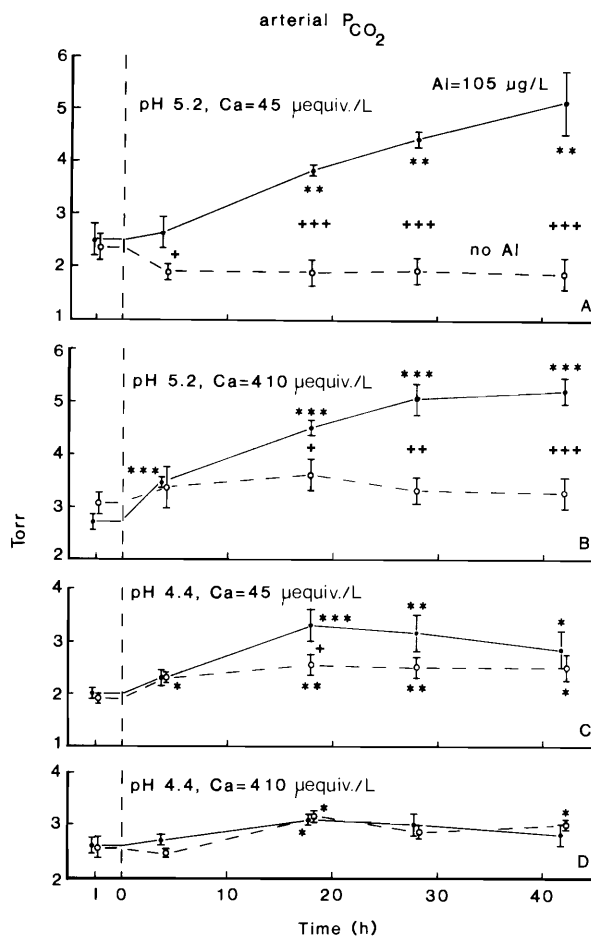 arterial PCO2
6
Al=105 µg/L
5
pH 5.2, Ca=45 µequiv./L
4
** ** **
3
+++ +++ +++
+
no Al
2
1
A
6
pH 5.2, Ca=410 µequiv./L
*** ***
5
***
*** + ++ +++
4
3
2
B
Torr
4
pH 4.4, Ca=45 µequiv./L
** *
***
3
+
2
* ** ** *
1
C
4
pH 4.4, Ca=410 µequiv./L
* *
3
*
2
D
I 0 10 20 30 40
Time (h)